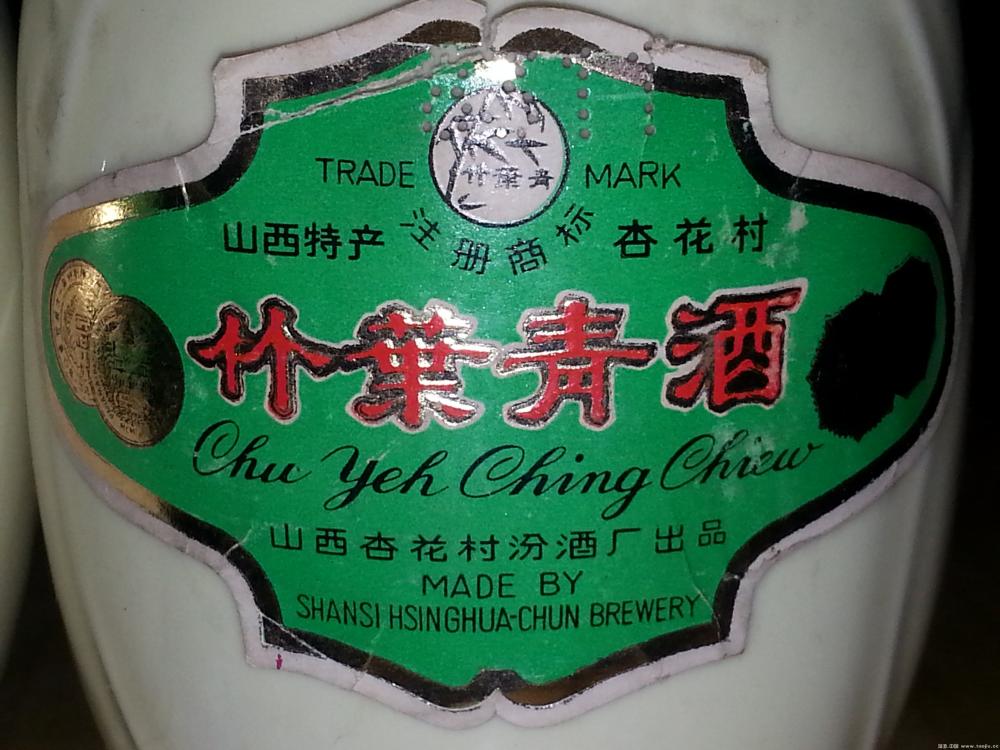 竹葉青
TRADE MARK
注册商标
山西特产 杏花村
竹葉青酒
Chu Yeh Ching Chiew
山西杏花村汾酒厂出品
MADE BY
SHANSI HSINGHUA-CHUN BREWERY